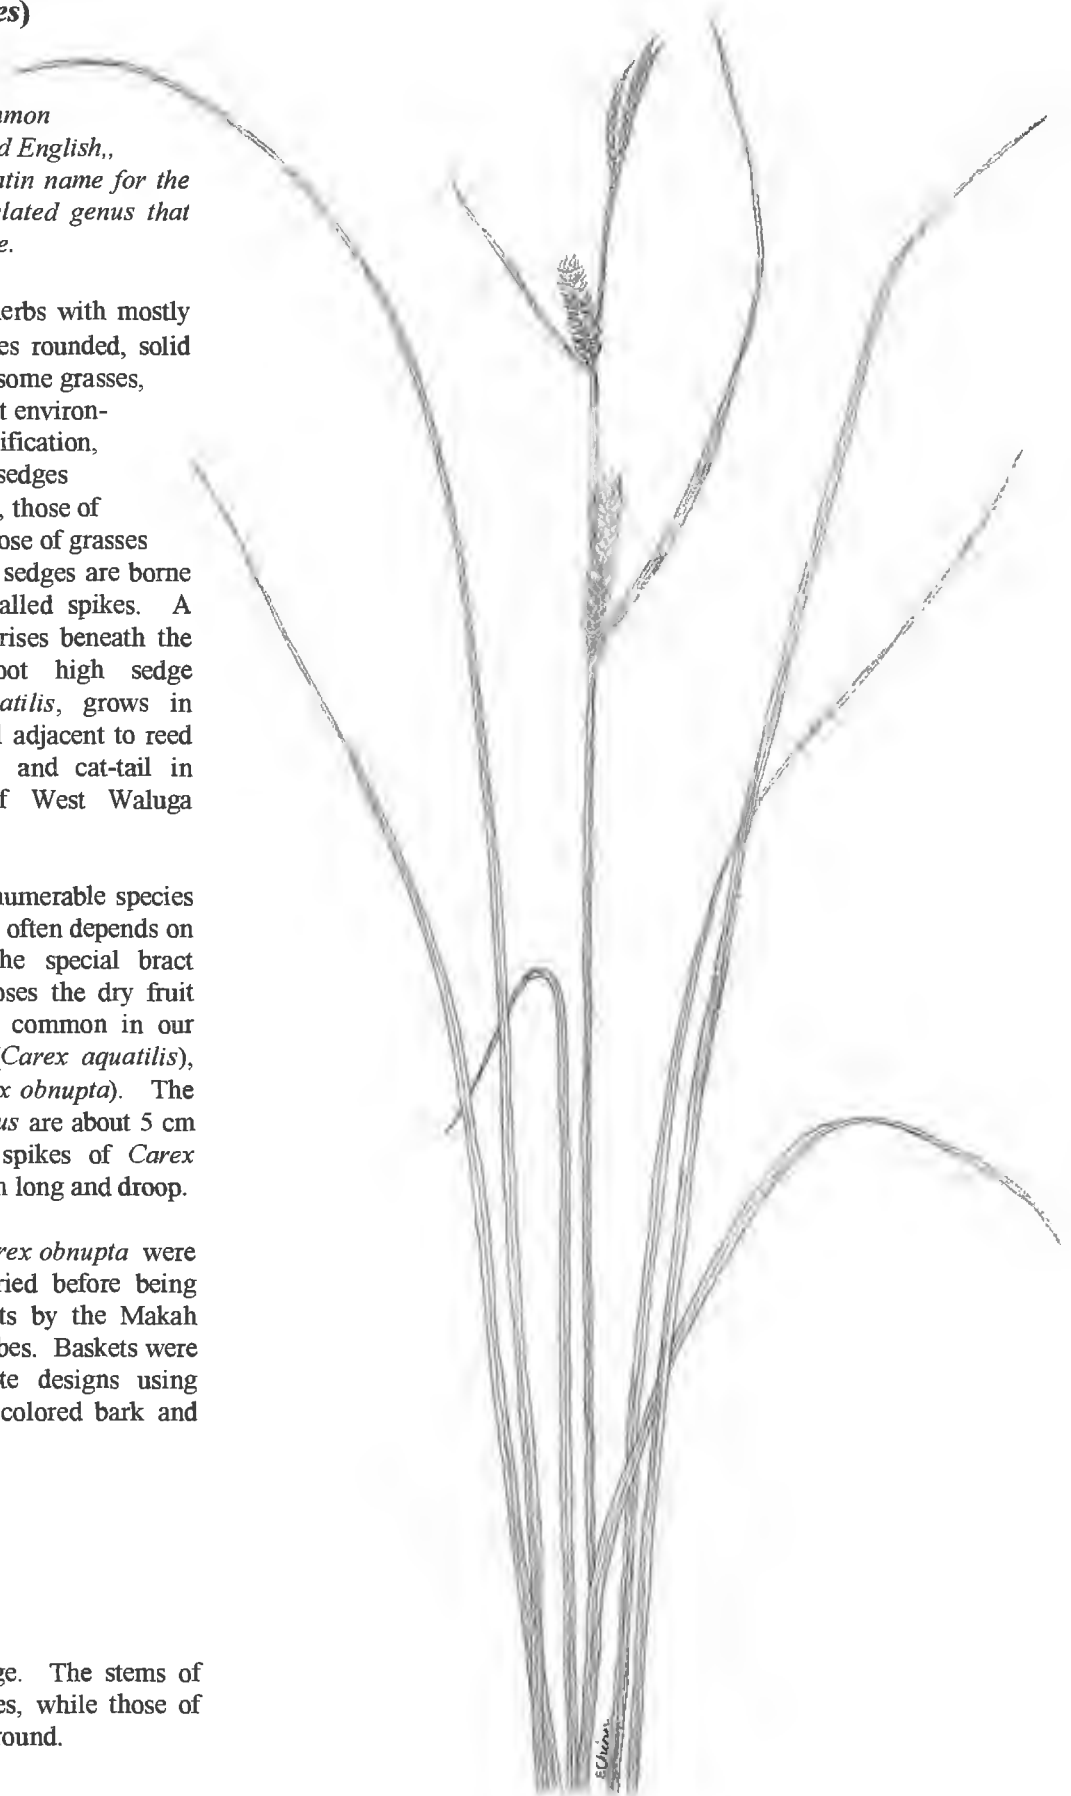 es)
nmon
d English,,
atin name for the
elated genus that
e.
erbs with mostly
es rounded, solid
some grasses,
t environ-
ification,
sedges
, those of
ose of grasses
sedges are borne
alled spikes. A
rises beneath the
oot high sedge
atilis, grows in
l adjacent to reed
and cat-tail in
f West Waluga
numerable species
often depends on
he special bract
oses the dry fruit
common in our
Carex aquatilis),
x obnupta). The
us are about 5 cm
spikes of Carex
n long and droop.
rex obnupta were
ried before being
ts by the Makah
bes. Baskets were
te designs using
colored bark and
ge. The stems of
es, while those of
round.